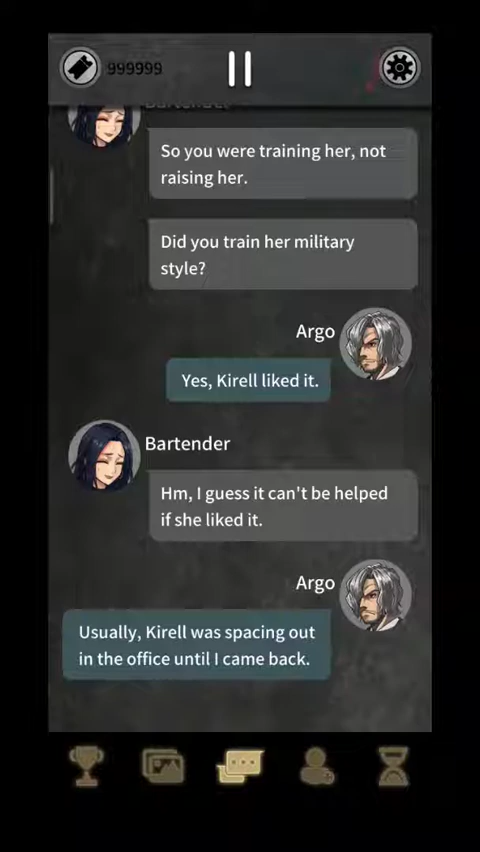 999999
Bartender
So you were training her, not
raising her.
Did you train her military
style?
Argo
Yes, Kirell liked it.
Bartender
Hm, I guess it can't be helped
if she liked it.
Argo
Usually, Kirell was spacing out
in the office until I came back.